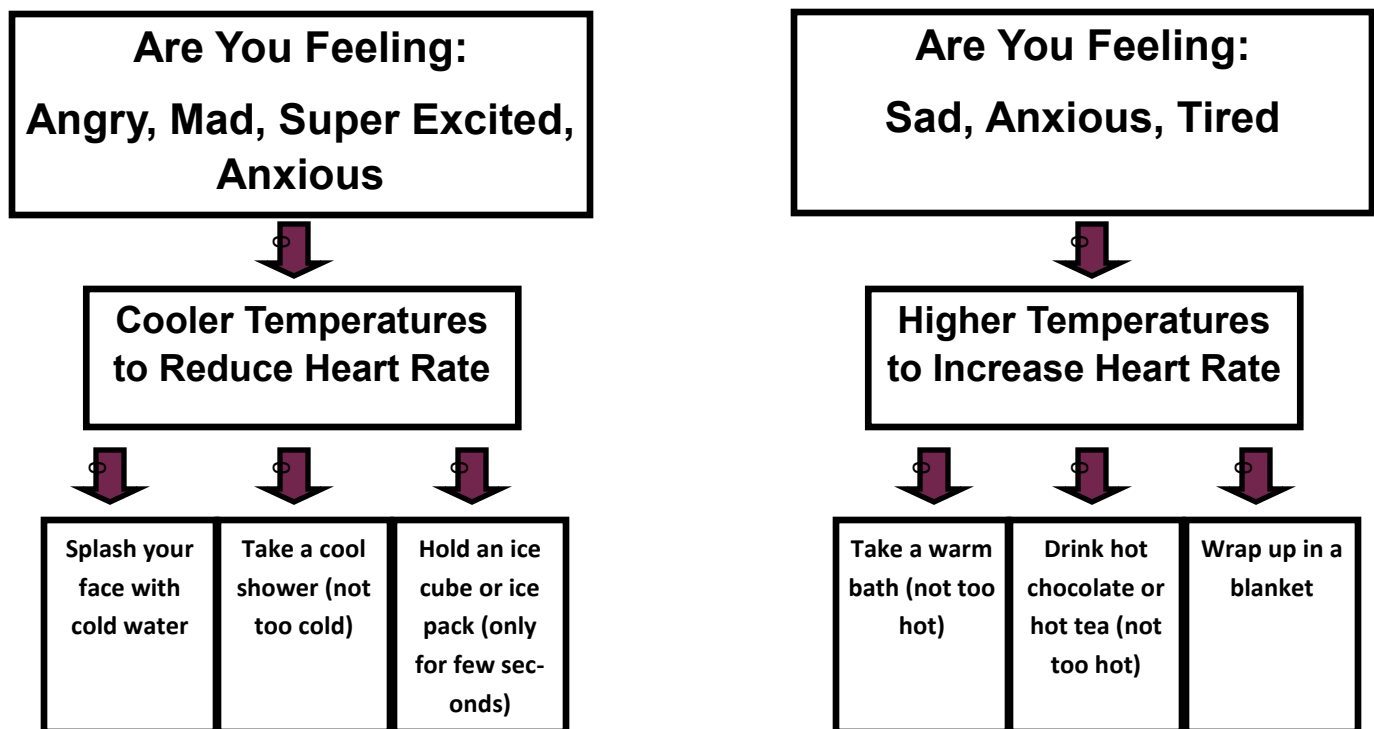 Are You Feeling:
Angry, Mad, Super Excited,
Anxious
Cooler Temperatures
to Reduce Heart Rate
Splash your
face with
cold water
Take a cool
shower (not
too cold)
Hold an ice
cube or ice
pack (only
for few sec-
onds)
Are You Feeling:
Sad, Anxious, Tired
Higher Temperatures
to Increase Heart Rate
Take a warm
bath (not too
hot)
Drink hot
chocolate or
hot tea (not
too hot)
Wrap up in a
blanket